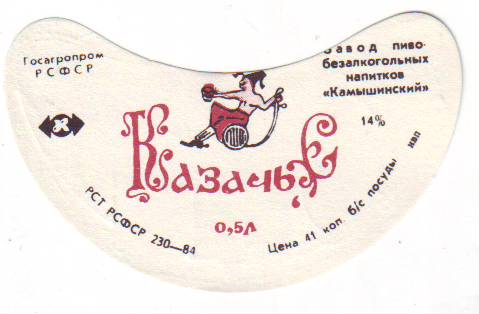 Госагропром
РСФСР
Завод пиво-
безалкогольных
напитков
«Камышинский»
14%
Казачье
0,5л
РСТ РСФСР 230—84
Цена 41 коп. б/с посуды нвп